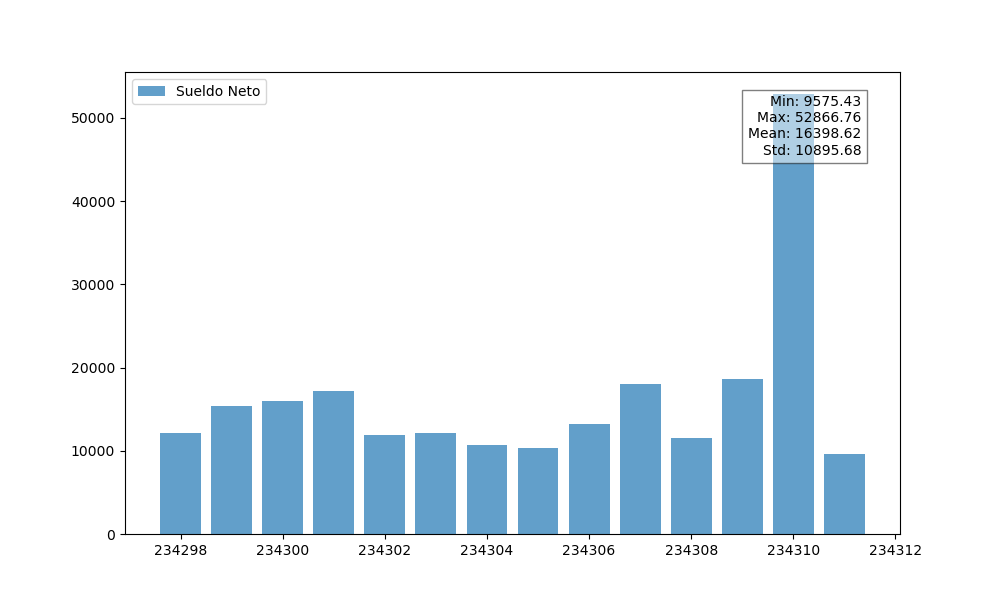 Sueldo Neto
Min: 9575.43
Max: 52866.76
Mean: 16398.62
Std: 10895.68
50000
40000
30000
20000
10000
0
234298 234300 234302 234304 234306 234308 234310 234312